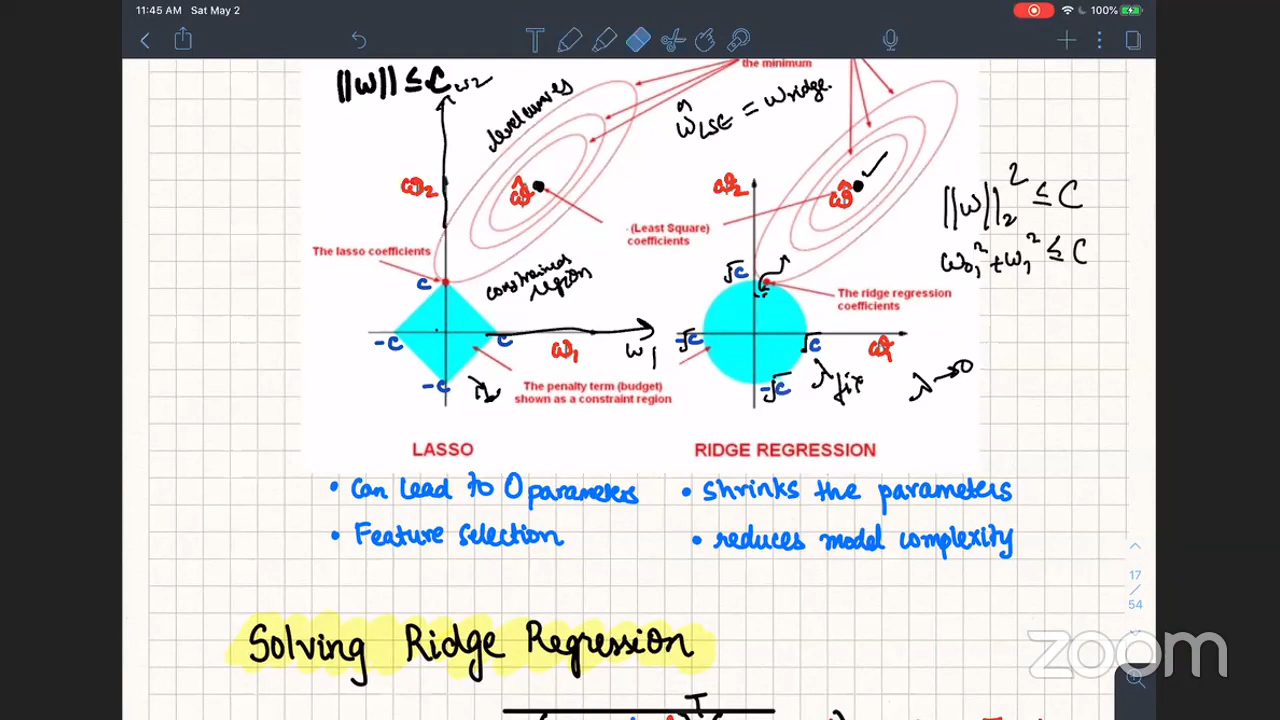 11:45 AM Sat May 2
100%
the minimum
||w|| ≤ C
w2
level curves
ŵLSE = wridge.
ω2
ŵ
ω2
ŵ
||w||₂² ≤ C
w0² + w1² ≤ C
(Least Square)
coefficients
The lasso coefficients
constrained
region
C
√C
The ridge regression
coefficients
-C
C
ω1
w1
-√C
√C
-C
The penalty term (budget)
shown as a constraint region
-√C
λ fix
λ→0
LASSO
RIDGE REGRESSION
• Can lead to 0 parameters
• Feature selection
• shrinks the parameters
• reduces model complexity
17
/
54
Solving Ridge Regression
zoom
T